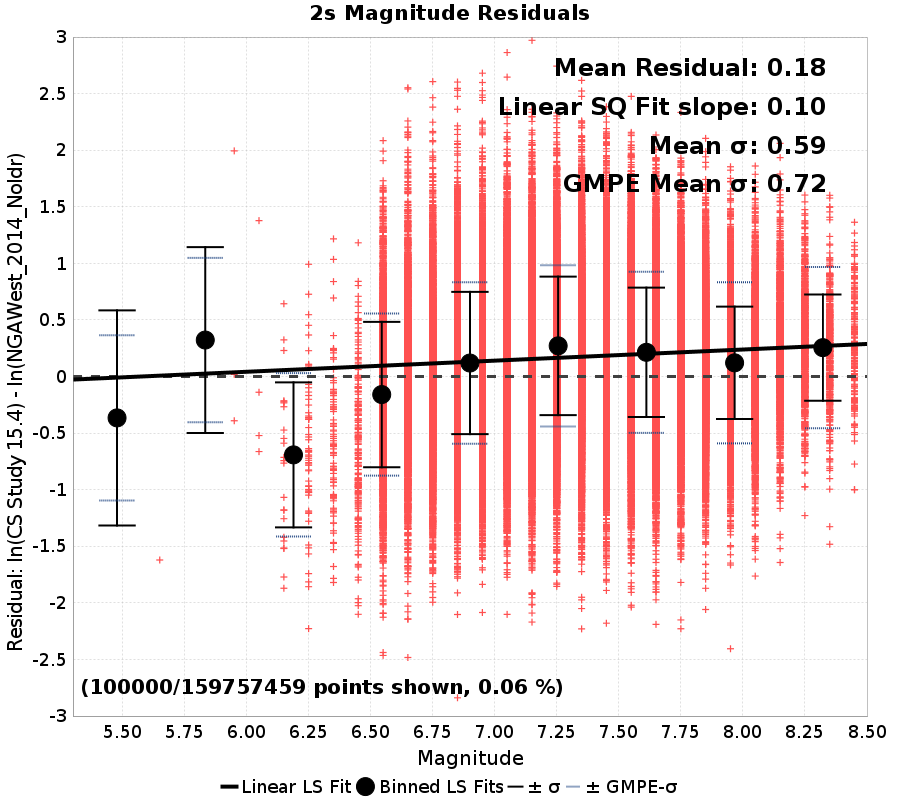 2s Magnitude Residuals
Residual: ln(CS Study 15.4) - ln(NGAWest_2014_NoIdr)
3
2.5
2
1.5
1
0.5
0
-0.5
-1
-1.5
-2
-2.5
-3
Mean Residual: 0.18
Linear SQ Fit slope: 0.10
Mean σ: 0.59
GMPE Mean σ: 0.72
(100000/159757459 points shown, 0.06 %)
5.50 5.75 6.00 6.25 6.50 6.75 7.00 7.25 7.50 7.75 8.00 8.25 8.50
Magnitude
Linear LS Fit Binned LS Fits ± σ ± GMPE-σ